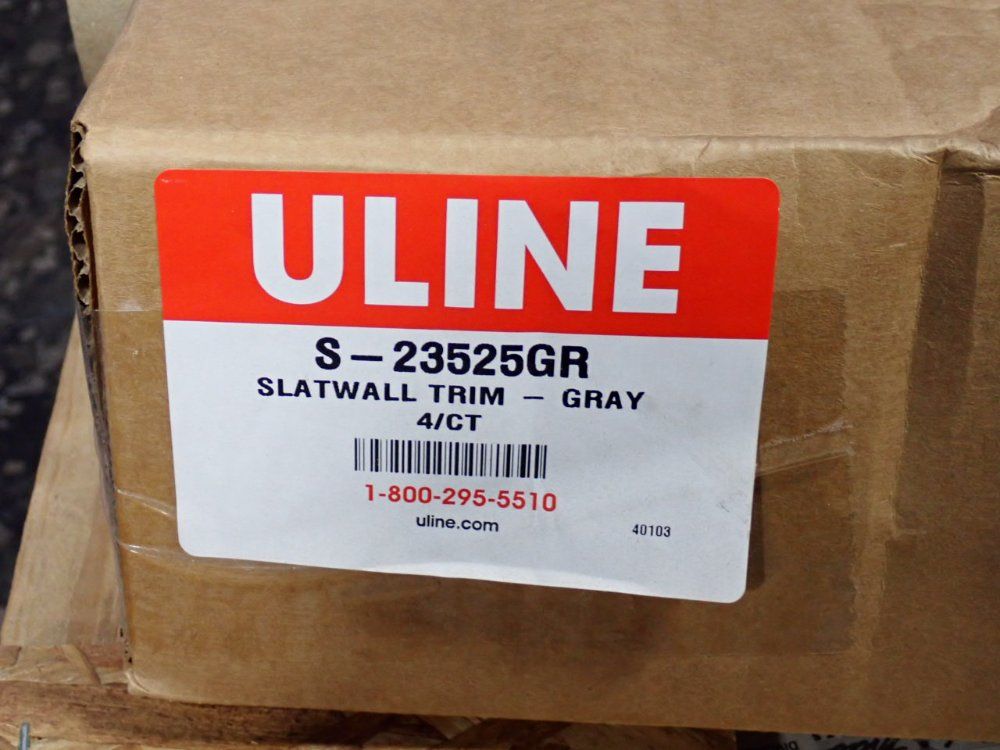 ULINE
S-23525GR
SLATWALL TRIM - GRAY
4/CT
1-800-295-5510
uline.com
40103